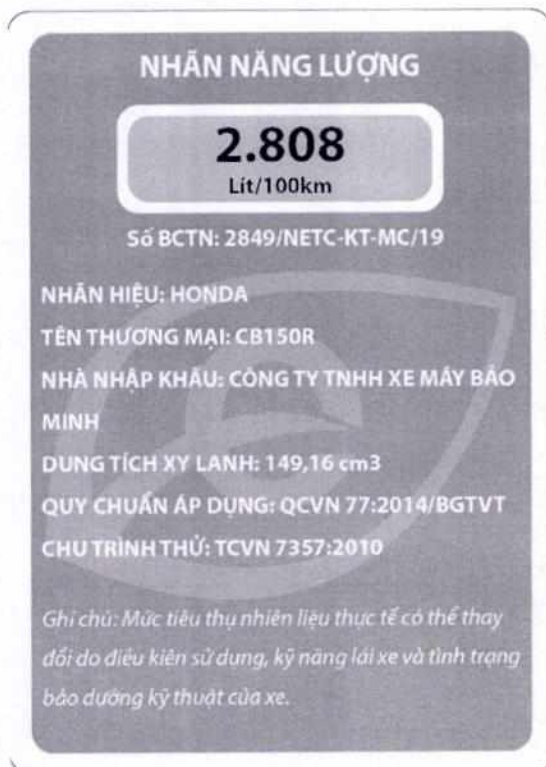 NHÃN NĂNG LƯỢNG
2.808
Lít/100km
Số BCTN: 2849/NETC-KT-MC/19
NHÃN HIỆU: HONDA
TÊN THƯƠNG MẠI: CB150R
NHÀ NHẬP KHẨU: CÔNG TY TNHH XE MÁY BẢO
MINH
DUNG TÍCH XY LANH: 149,16 cm3
QUY CHUẨN ÁP DỤNG: QCVN 77:2014/BGTVT
CHU TRÌNH THỬ: TCVN 7357:2010
Ghi chú: Mức tiêu thụ nhiên liệu thực tế có thể thay
đổi do điều kiên sử dụng, kỹ năng lái xe và tình trạng
bảo dưỡng kỹ thuật của xe.